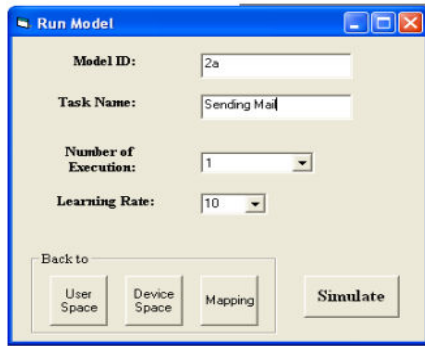 Run Model
Model ID:
2a
Task Name:
Sending Mail
Number of
Execution:
1
Learning Rate:
10
Back to
User
Space
Device
Space
Mapping
Simulate